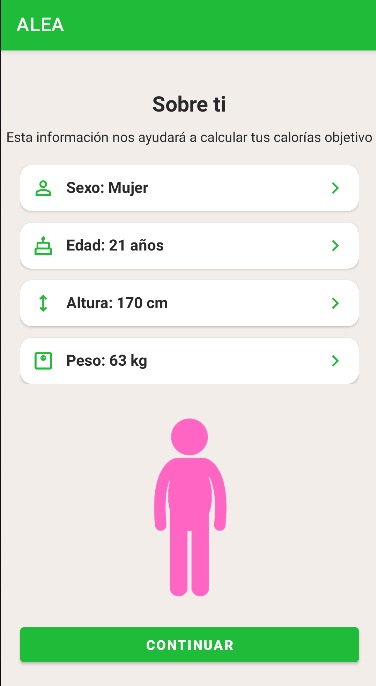 ALEA
Sobre ti
Esta información nos ayudará a calcular tus calorías objetivo
Sexo: Mujer
Edad: 21 años
Altura: 170 cm
Peso: 63 kg
CONTINUAR